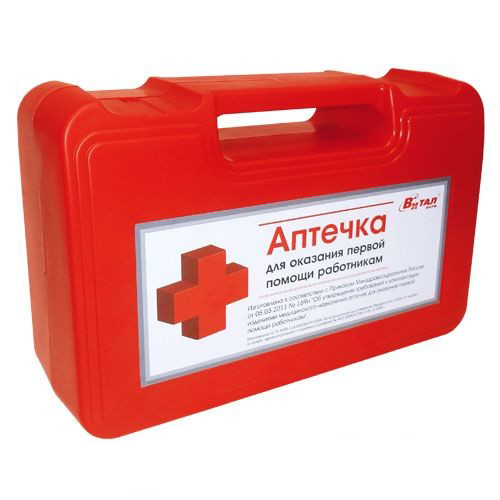 Витал
Аптечка
для оказания первой
помощи работникам
Изготовлена в соответствии с Приказом Минздравсоцразвития России
от 05.03.2011 № 169н "Об утверждении требований к комплектации
изделиями медицинского назначения аптечек для оказания первой
помощи работникам".